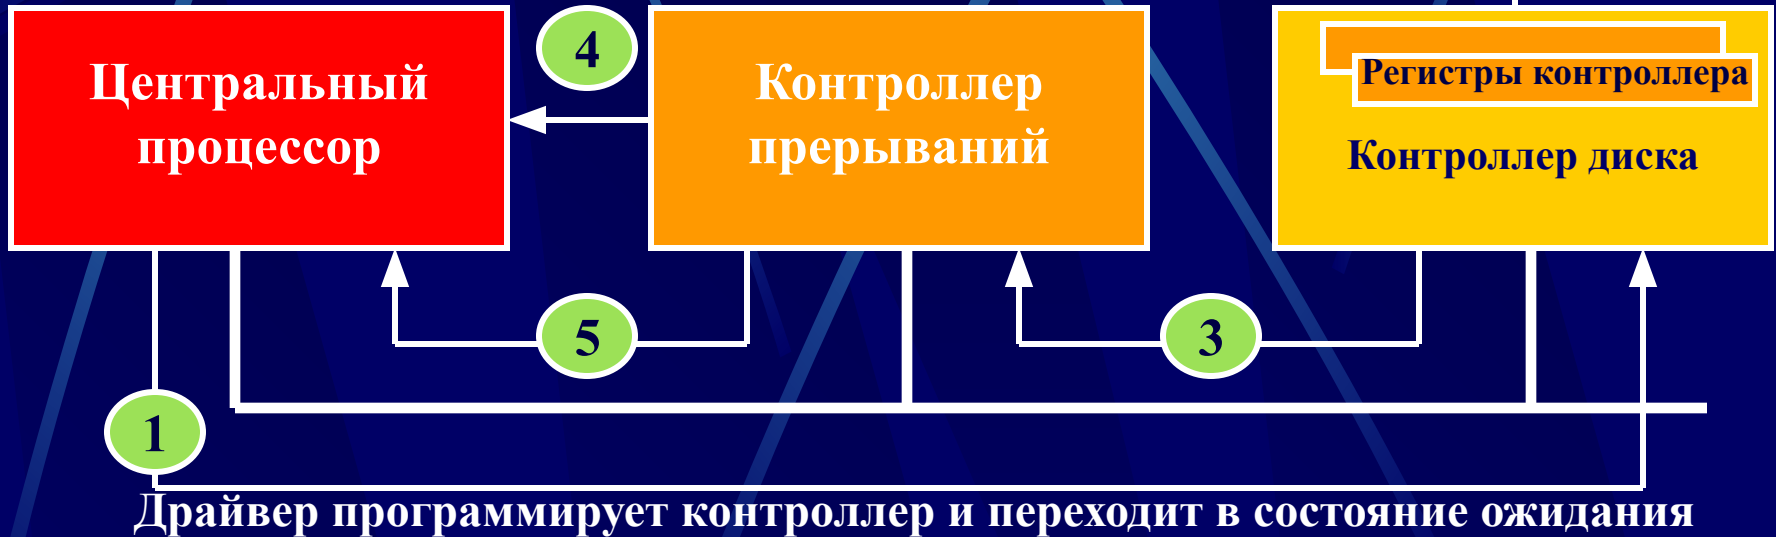 Центральный
процессор
4
Контроллер
прерываний
Регистры контроллера
Контроллер диска
5
3
1
Драйвер программирует контроллер и переходит в состояние ожидания